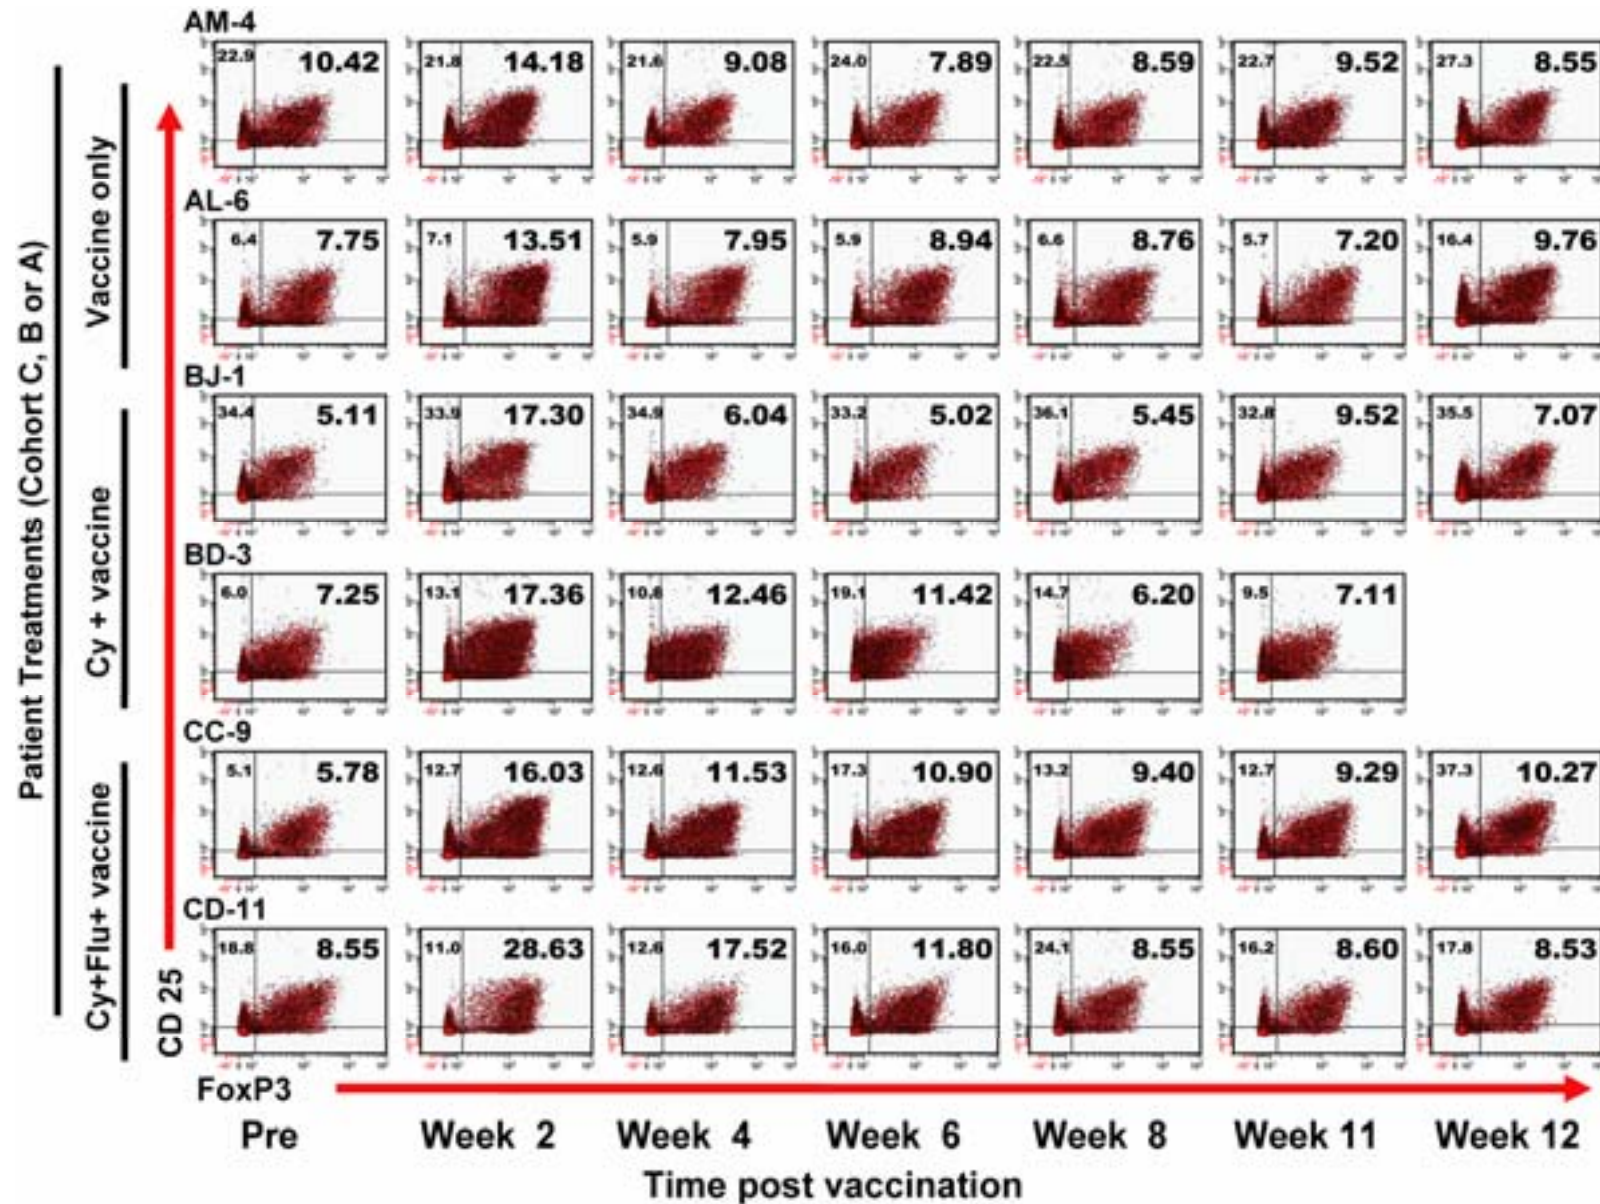 AM-4
22.9 10.42 21.8 14.18 21.6 9.08 24.0 7.89 22.5 8.59 22.7 9.52 27.3 8.55
AL-6
6.4 7.75 7.1 13.51 5.9 7.95 5.9 8.94 6.6 8.76 5.7 7.20 16.4 9.76
BJ-1
34.4 5.11 33.9 17.30 34.9 6.04 33.2 5.02 36.1 5.45 32.8 9.52 35.5 7.07
BD-3
6.0 7.25 13.1 17.36 10.8 12.46 19.1 11.42 14.7 6.20 9.5 7.11
CC-9
5.1 5.78 12.7 16.03 12.6 11.53 17.3 10.90 13.2 9.40 12.7 9.29 37.3 10.27
CD-11
18.8 8.55 11.0 28.63 12.6 17.52 16.0 11.80 24.1 8.55 16.2 8.60 17.8 8.53
Patient Treatments (Cohort C, B or A)
Vaccine only
Cy + vaccine
Cy+Flu+ vaccine
CD 25
FoxP3
Pre Week 2 Week 4 Week 6 Week 8 Week 11 Week 12
Time post vaccination